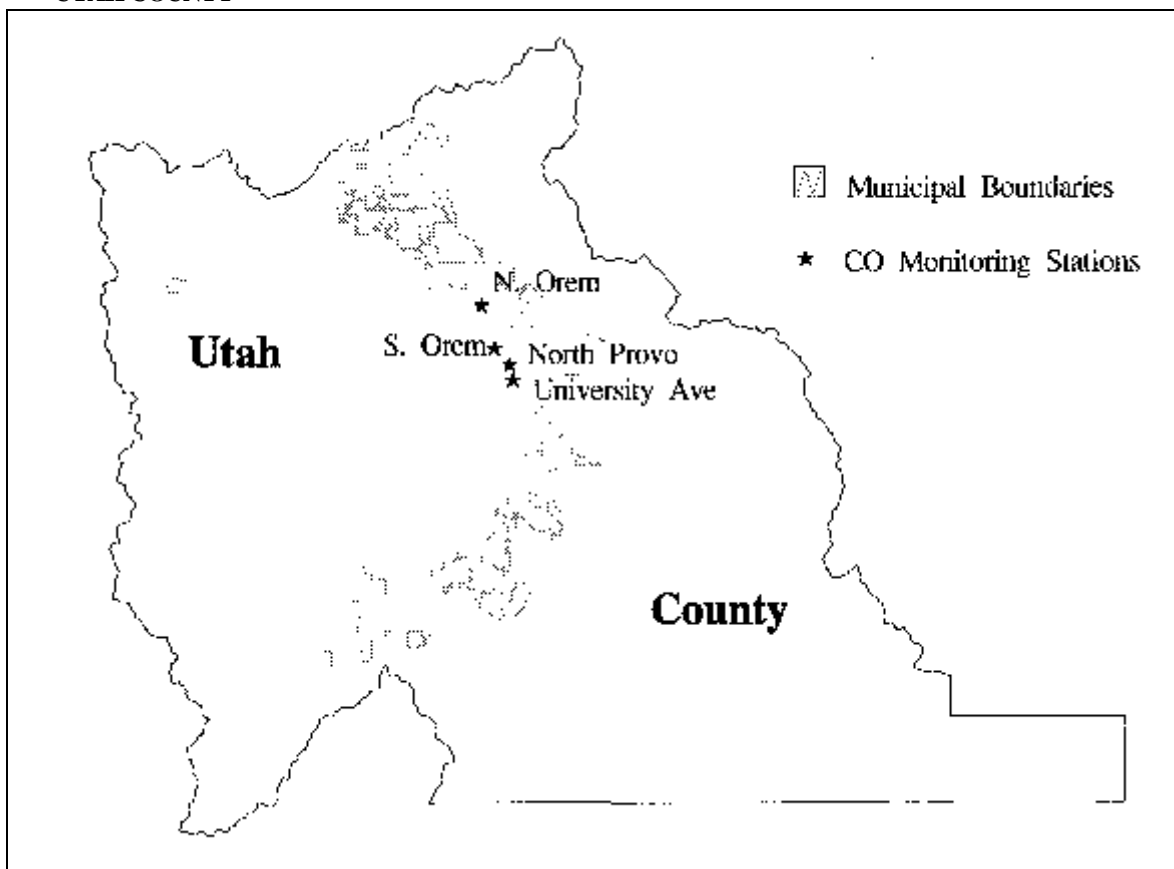 Municipal Boundaries
CO Monitoring Stations
N. Orem
S. Orem
North Provo
University Ave
Utah
County